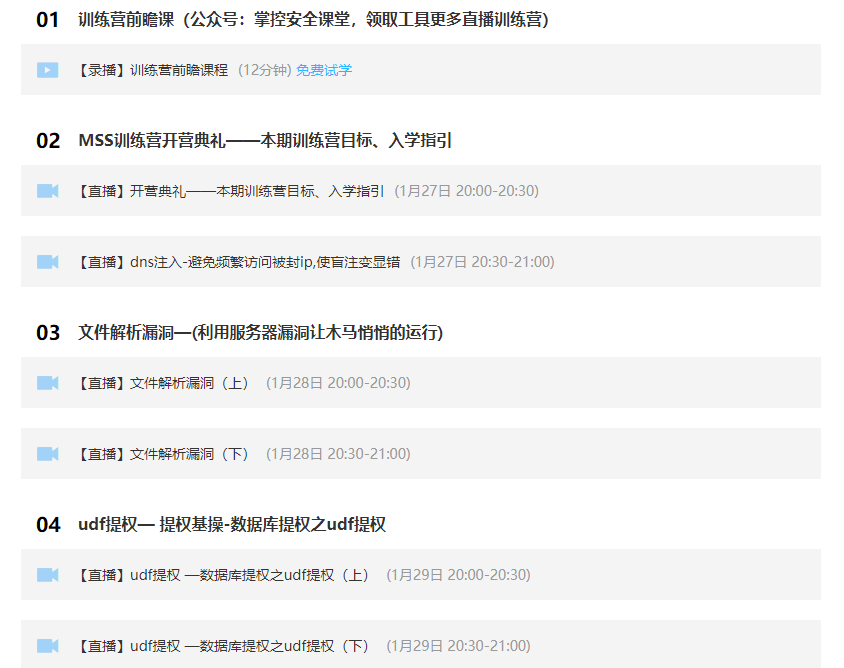 01 训练营前瞻课（公众号：掌控安全课堂，领取工具更多直播训练营）
【录播】训练营前瞻课程 (12分钟) 免费试学
02 MSS训练营开营典礼——本期训练营目标、入学指引
【直播】开营典礼——本期训练营目标、入学指引 (1月27日 20:00-20:30)
【直播】dns注入-避免频繁访问被封ip,使盲注变显错 (1月27日 20:30-21:00)
03 文件解析漏洞—(利用服务器漏洞让木马悄悄的运行)
【直播】文件解析漏洞（上） (1月28日 20:00-20:30)
【直播】文件解析漏洞（下） (1月28日 20:30-21:00)
04 udf提权— 提权基操-数据库提权之udf提权
【直播】udf提权 —数据库提权之udf提权（上） (1月29日 20:00-20:30)
【直播】udf提权 —数据库提权之udf提权（下） (1月29日 20:30-21:00)